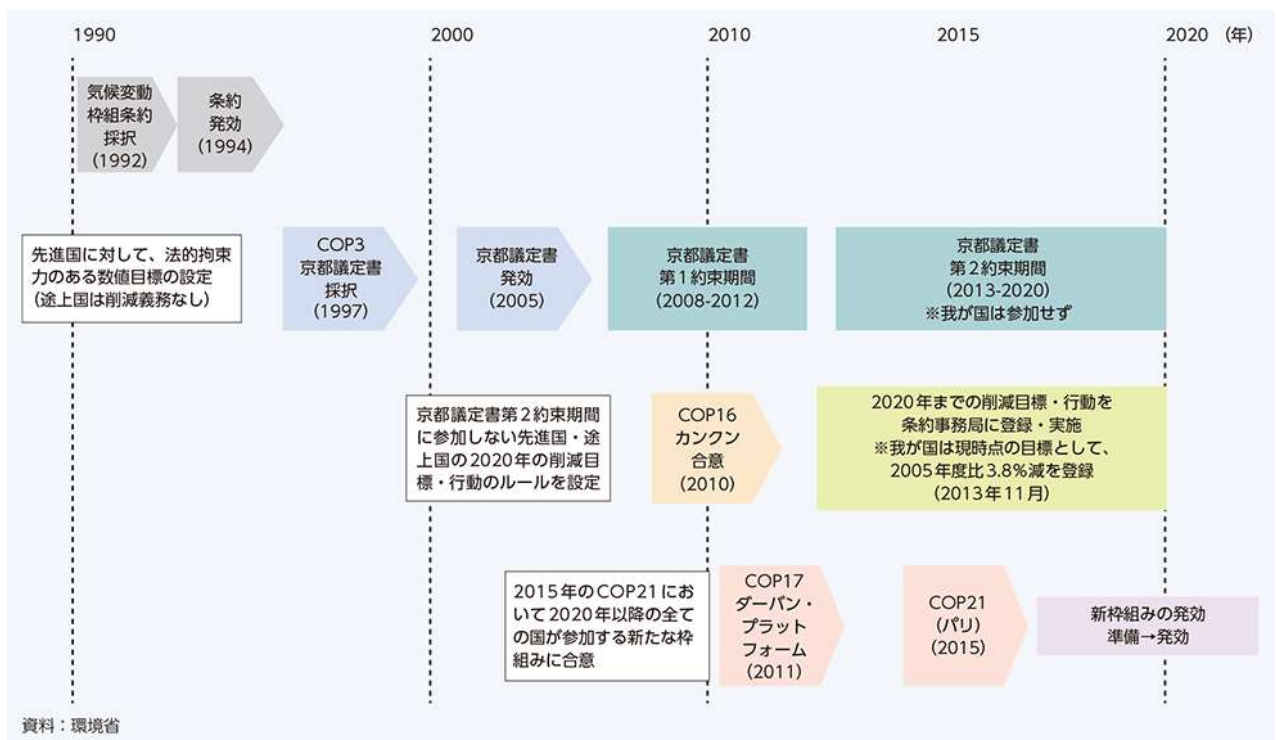 1990
2000
2010
2015
2020 (年)
気候変動
枠組条約
採択
(1992)
条約
発効
(1994)
先進国に対して、法的拘束
力のある数値目標の設定
(途上国は削減義務なし)
COP3
京都議定書
採択
(1997)
京都議定書
発効
(2005)
京都議定書
第1約束期間
(2008-2012)
京都議定書
第2約束期間
(2013-2020)
※我が国は参加せず
京都議定書第2約束期間
に参加しない先進国・途
上国の2020年の削減目
標・行動のルールを設定
COP16
カンクン
合意
(2010)
2020年までの削減目標・行動を
条約事務局に登録・実施
※我が国は現時点の目標として、
2005年度比3.8%減を登録
(2013年11月)
2015年のCOP21にお
いて2020年以降の全て
の国が参加する新たな枠
組みに合意
COP17
ダーバン・
プラット
フォーム
(2011)
COP21
(パリ)
(2015)
新枠組みの発効
準備→発効
資料：環境省